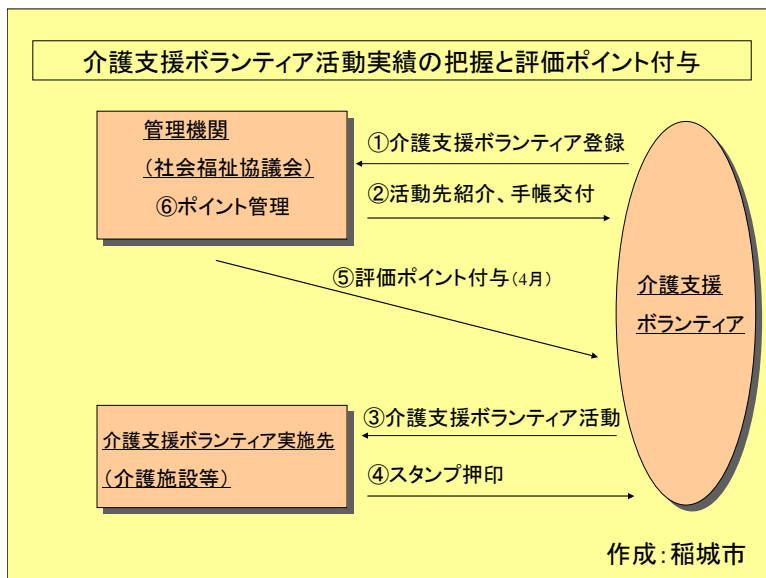 介護支援ボランティア活動実績の把握と評価ポイント付与
管理機関
（社会福祉協議会）
⑥ポイント管理
①介護支援ボランティア登録
②活動先紹介、手帳交付
⑤評価ポイント付与（4月）
介護支援
ボランティア
介護支援ボランティア実施先
（介護施設等）
③介護支援ボランティア活動
④スタンプ押印
作成：稲城市